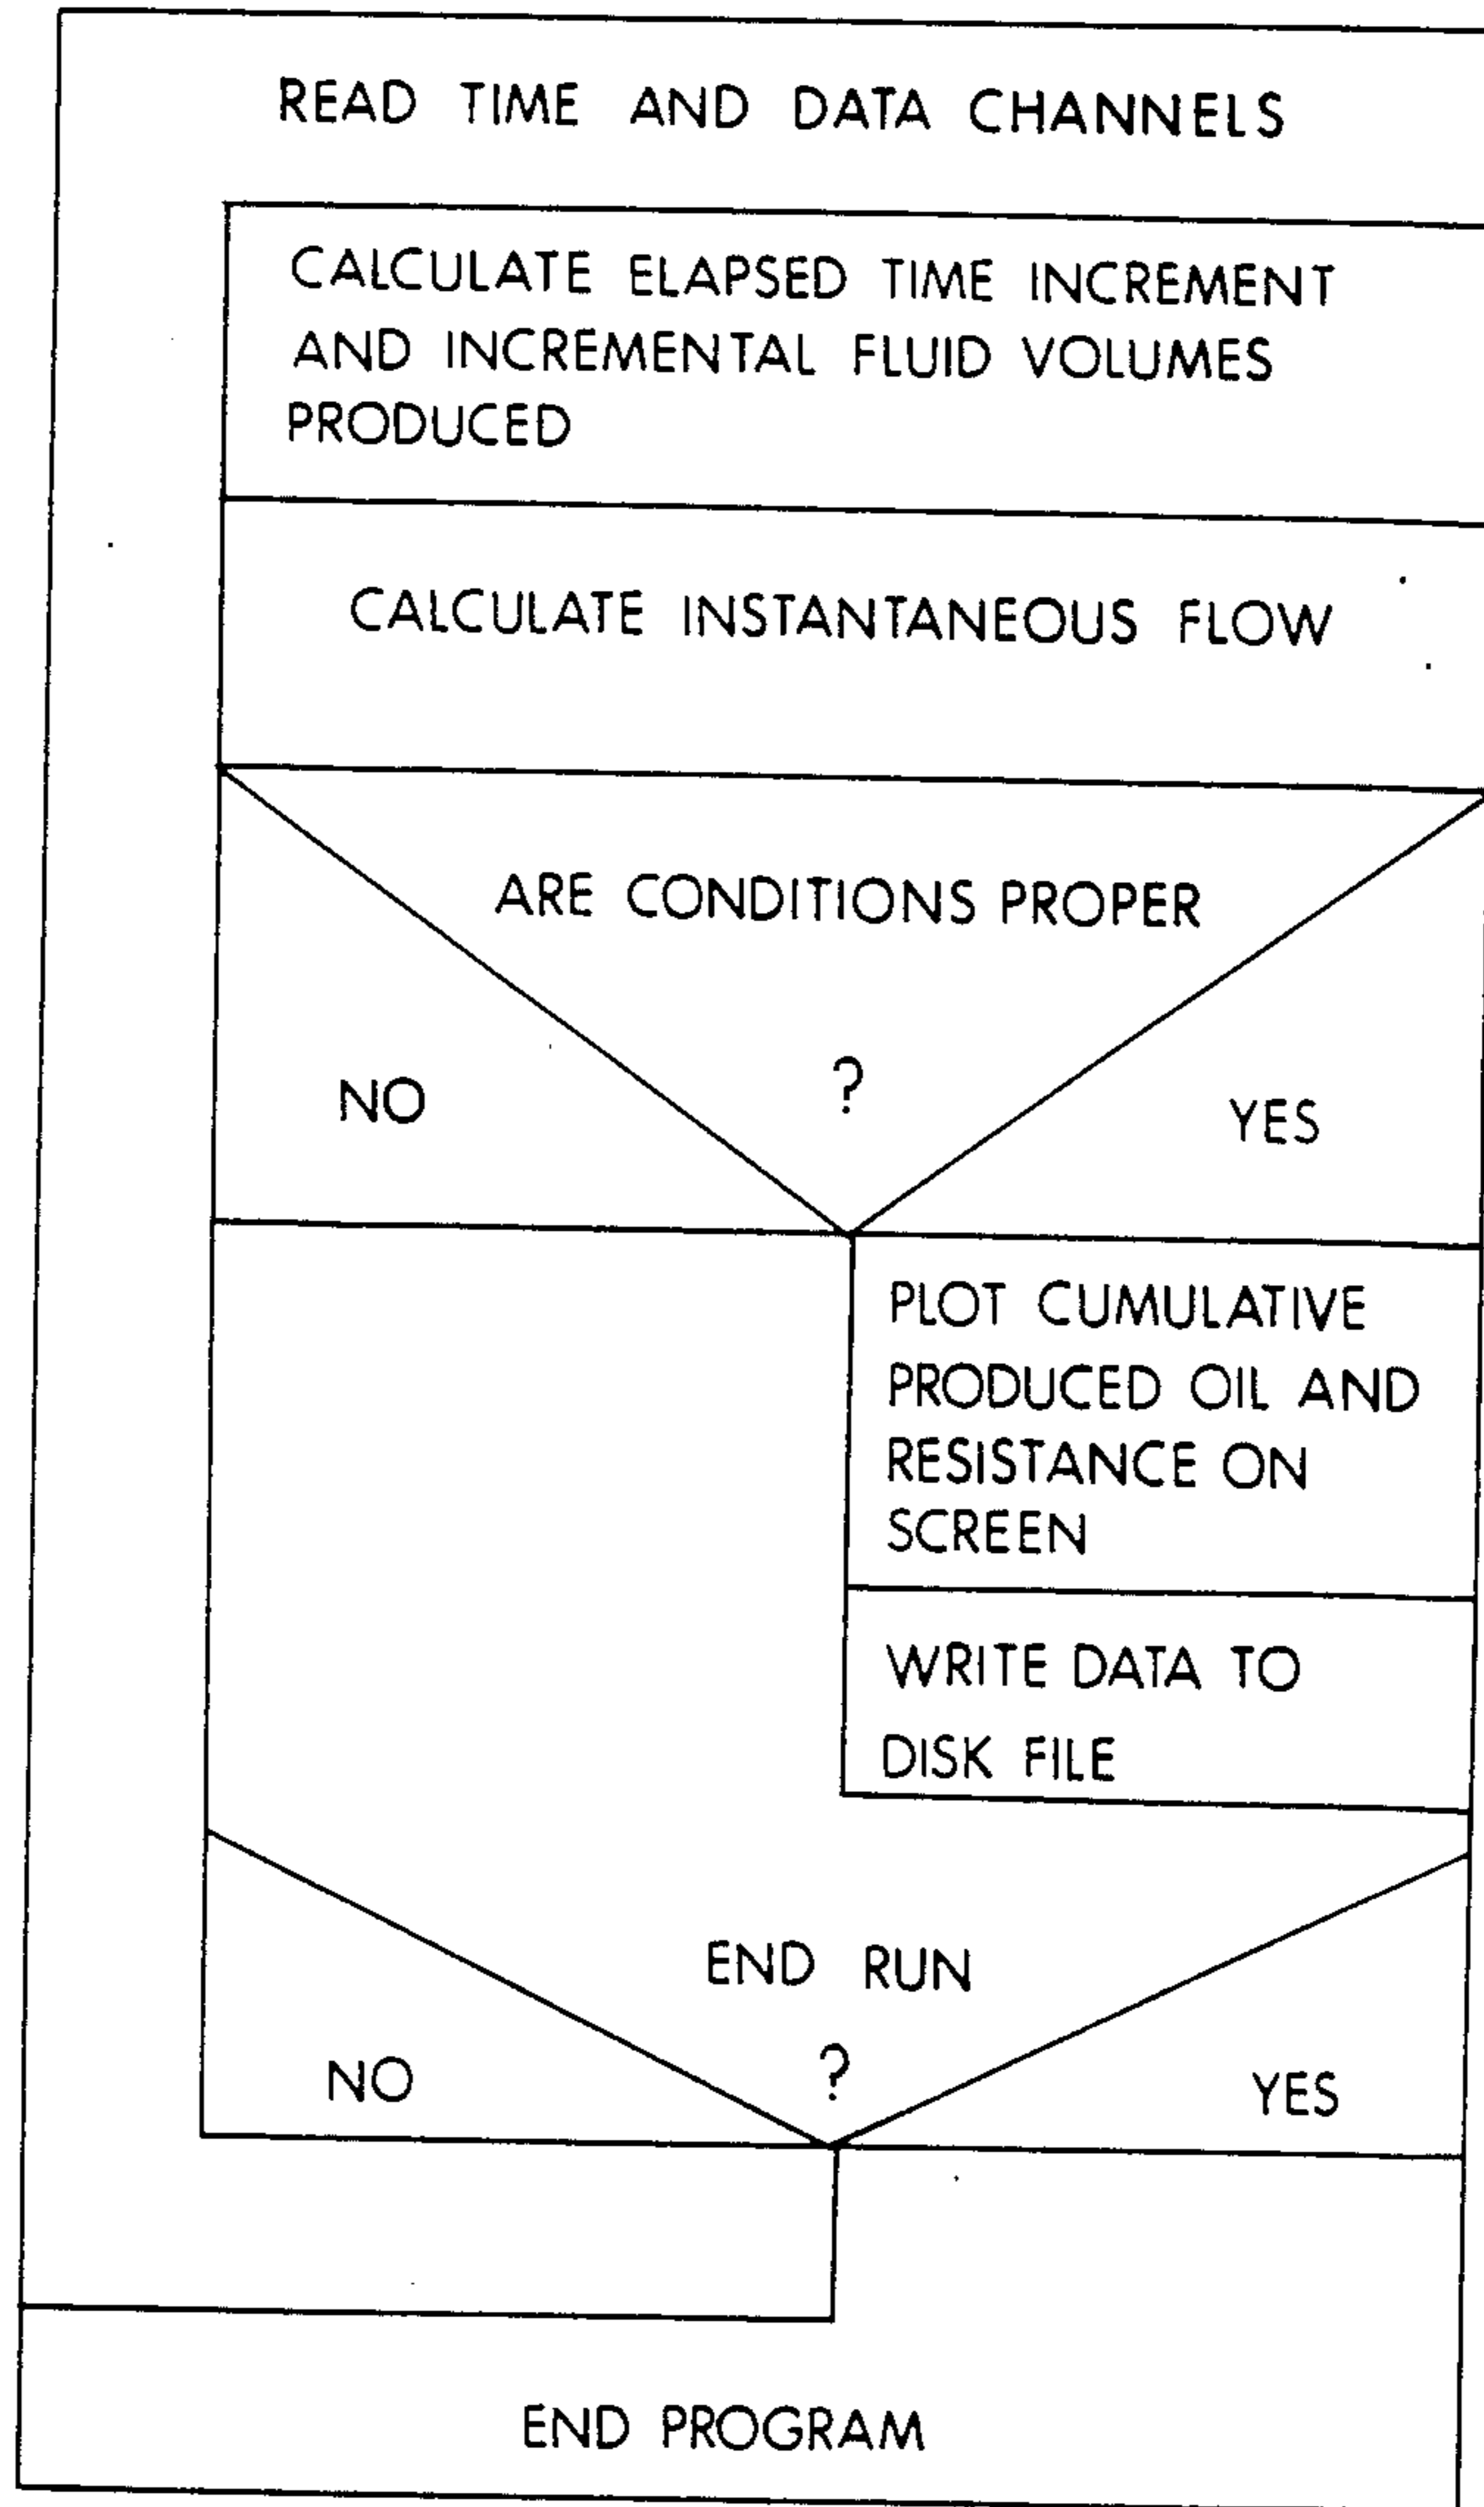 READ TIME AND DATA CHANNELS
CALCULATE ELAPSED TIME INCREMENT
AND INCREMENTAL FLUID VOLUMES
PRODUCED
CALCULATE INSTANTANEOUS FLOW
ARE CONDITIONS PROPER
?
NO
YES
PLOT CUMULATIVE
PRODUCED OIL AND
RESISTANCE ON
SCREEN
WRITE DATA TO
DISK FILE
END RUN
?
NO
YES
END PROGRAM